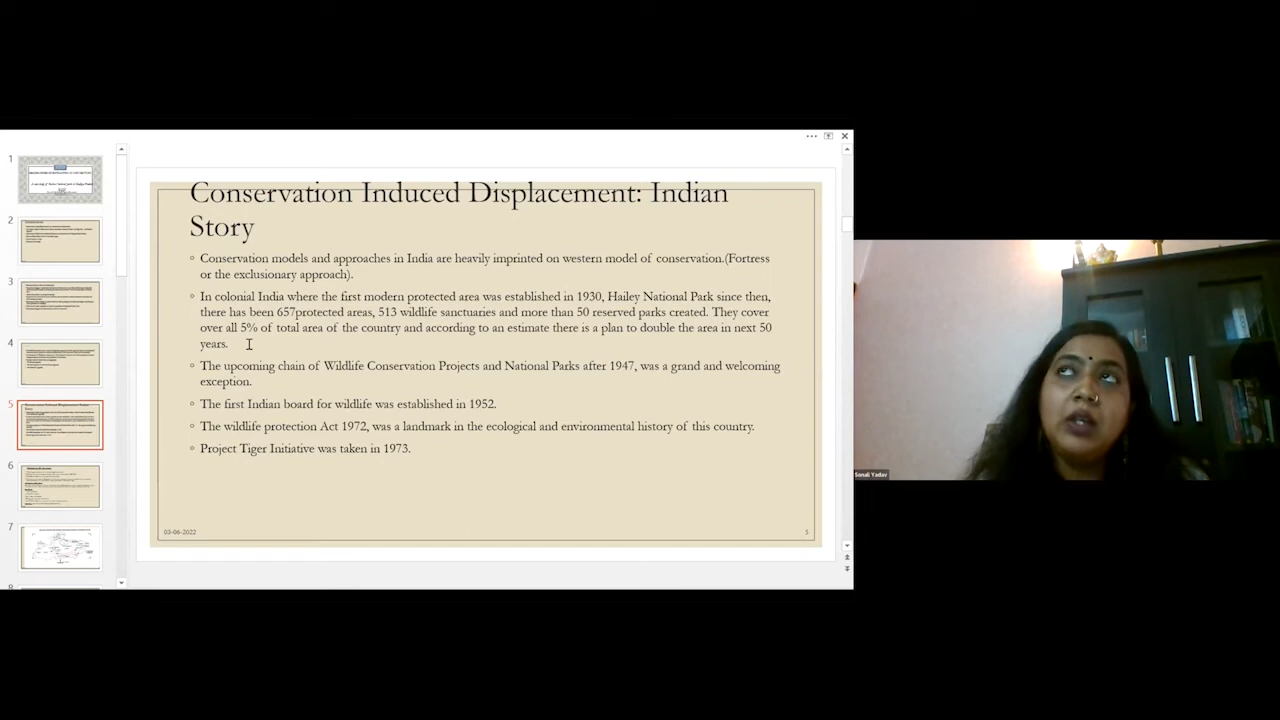 1
2
3
4
5
6
7
Conservation Induced Displacement: Indian
Story
Conservation models and approaches in India are heavily imprinted on western model of conservation.(Fortress
or the exclusionary approach).
In colonial India where the first modern protected area was established in 1930, Hailey National Park since then,
there has been 657protected areas, 513 wildlife sanctuaries and more than 50 reserved parks created. They cover
over all 5% of total area of the country and according to an estimate there is a plan to double the area in next 50
years.
The upcoming chain of Wildlife Conservation Projects and National Parks after 1947, was a grand and welcoming
exception.
The first Indian board for wildlife was established in 1952.
The wildlife protection Act 1972, was a landmark in the ecological and environmental history of this country.
Project Tiger Initiative was taken in 1973.
03-06-2022
5
Sonali Yadav